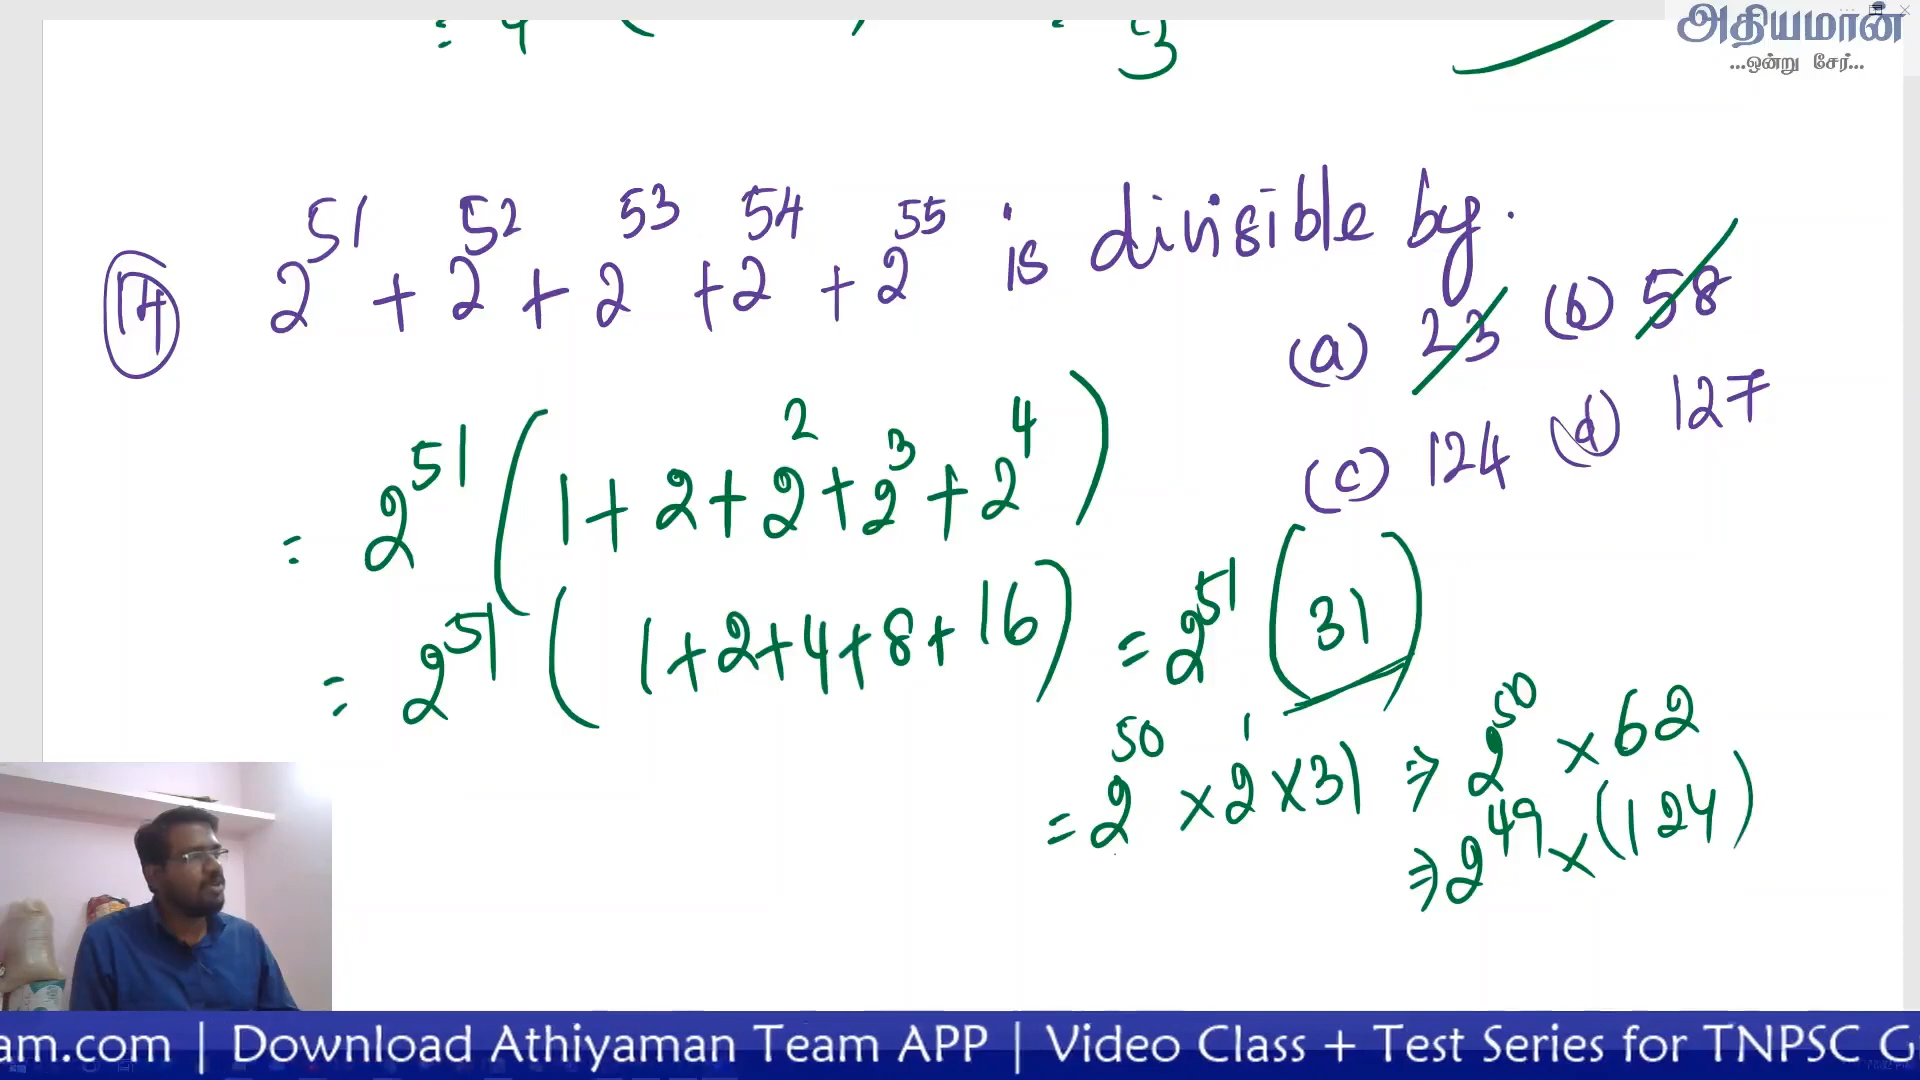 அதியமான்
...ஒன்று சேர்...
3
14 2^51 + 2^52 + 2^53 + 2^54 + 2^55 is divisible by.
(a) 23 (b) 58
(c) 124 (d) 127
= 2^51 (1 + 2 + 2^2 + 2^3 + 2^4)
= 2^51 (1+2+4+8+16) = 2^51 (31)
= 2^50 × 2^1 × 31 ⇒ 2^50 × 62
⇒ 2^49 × (124)
am.com | Download Athiyaman Team APP | Video Class + Test Series for TNPSC G